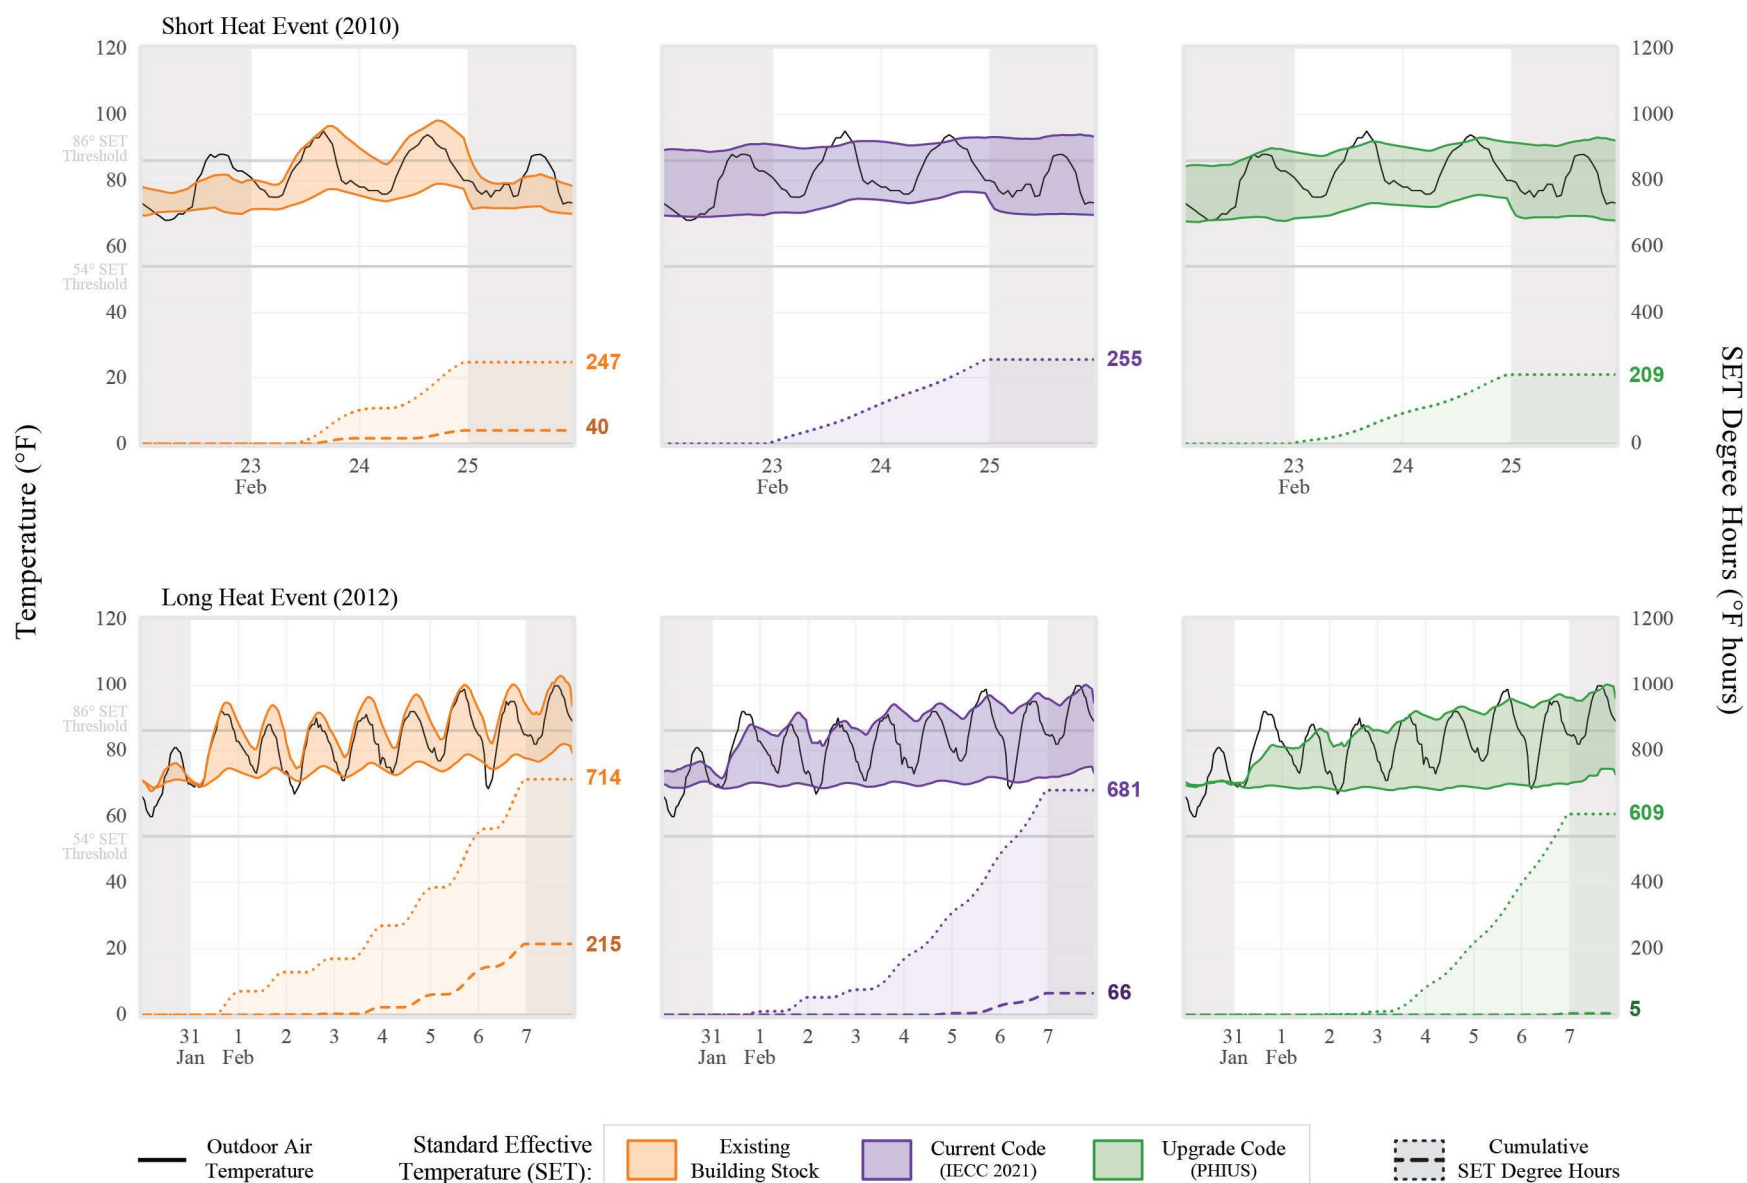 Short Heat Event (2010)
120
100
86° SET
Threshold
80
60
54° SET
Threshold
40
20
0
23
Feb
24
25
247
40
23
Feb
24
25
255
23
Feb
24
25
209
1200
1000
800
600
400
0
Temperature (°F)
SET Degree Hours (°F hours)
Long Heat Event (2012)
120
100
86° SET
Threshold
80
60
54° SET
Threshold
40
20
0
31
Jan
1
Feb
2
3
4
5
6
7
714
215
31
Jan
1
Feb
2
3
4
5
6
7
681
66
31
Jan
1
Feb
2
3
4
5
6
7
609
5
1200
1000
800
400
200
Outdoor Air
Temperature
Standard Effective
Temperature (SET):
Existing
Building Stock
Current Code
(IECC 2021)
Upgrade Code
(PHIUS)
Cumulative
SET Degree Hours